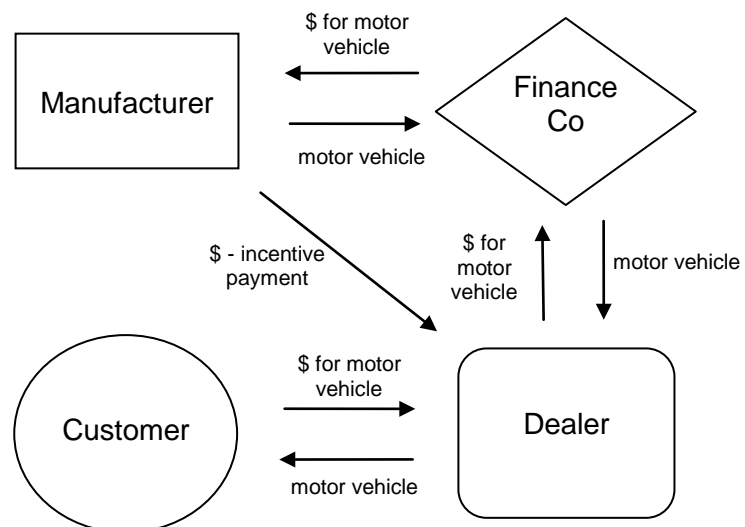 $ for motor
vehicle
Manufacturer
Finance
Co
motor vehicle
$ - incentive
payment
$ for
motor
vehicle
motor vehicle
$ for motor
vehicle
Customer
Dealer
motor vehicle